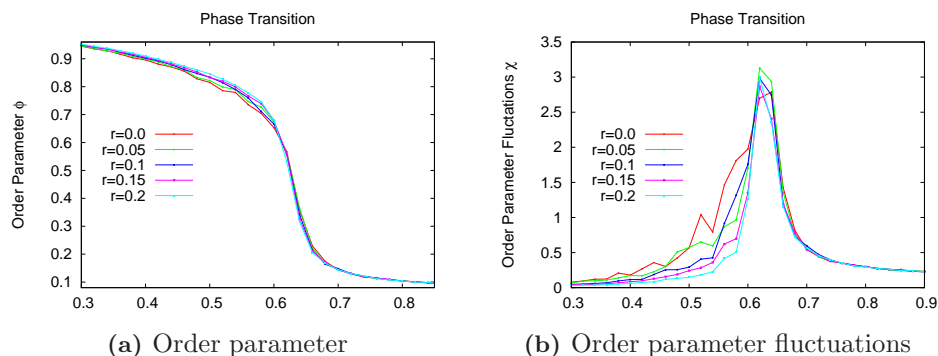 Phase Transition
Order Parameter ϕ
0.9
0.8
0.7
0.6
0.5
0.4
0.3
0.2
0.1
r=0.0
r=0.05
r=0.1
r=0.15
r=0.2
0.3 0.4 0.5 0.6 0.7 0.8
(a) Order parameter
Phase Transition
Order Parameter Fluctations χ
3.5
3
2.5
2
1.5
1
0.5
0
r=0.0
r=0.05
r=0.1
r=0.15
r=0.2
0.3 0.4 0.5 0.6 0.7 0.8 0.9
(b) Order parameter fluctuations